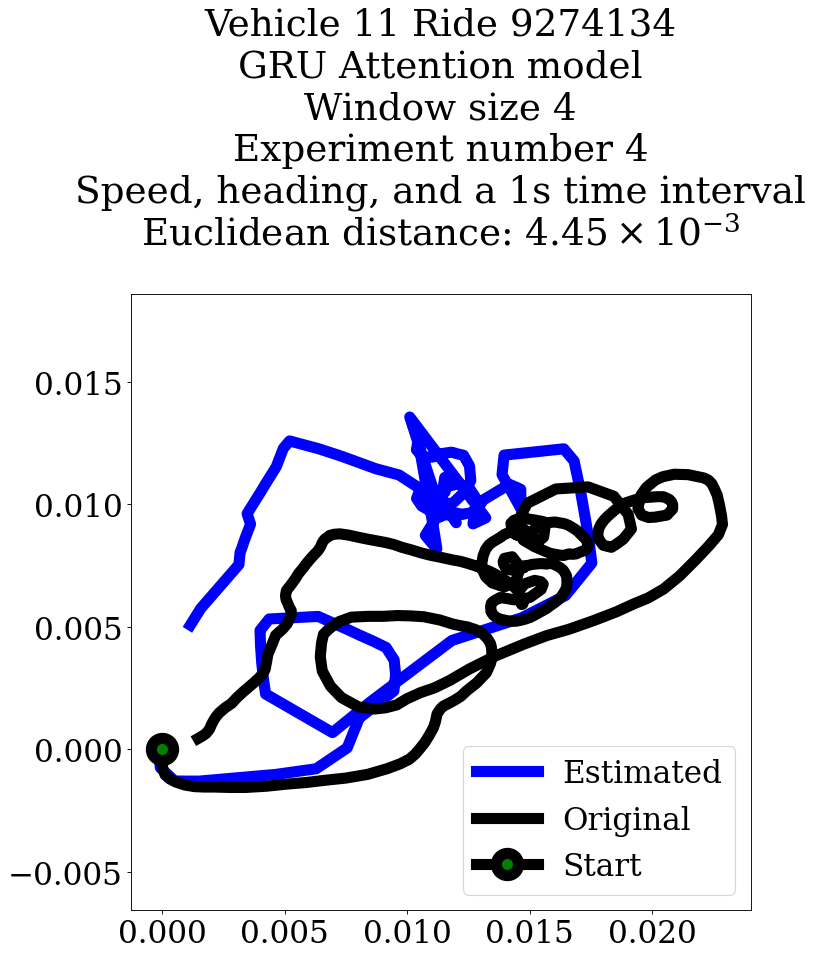 Vehicle 11 Ride 9274134
GRU Attention model
Window size 4
Experiment number 4
Speed, heading, and a 1s time interval
Euclidean distance: 4.45 × 10⁻³
0.015
0.010
0.005
0.000
−0.005
0.000 0.005 0.010 0.015 0.020
Estimated
Original
Start